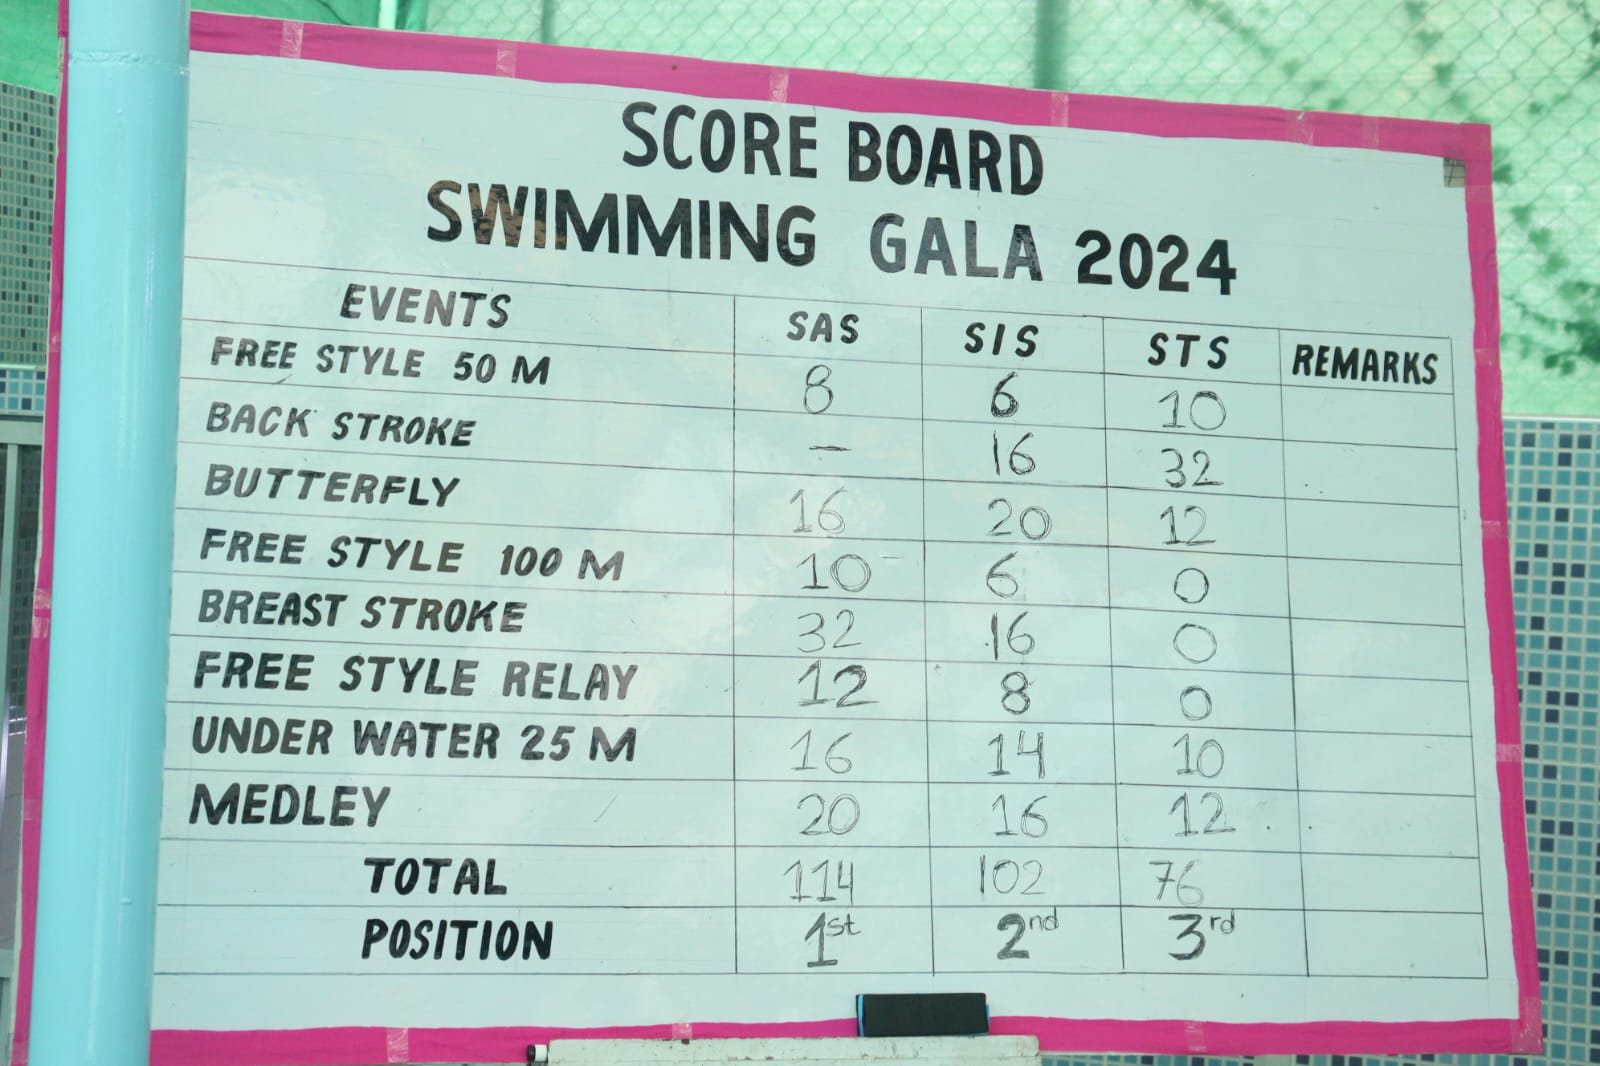 SCORE BOARD
SWIMMING GALA 2024
EVENTS SAS SIS STS REMARKS
FREE STYLE 50 M 8 6 10
BACK STROKE — 16 32
BUTTERFLY 16 20 12
FREE STYLE 100 M 10 6 0
BREAST STROKE 32 16 0
FREE STYLE RELAY 12 8 0
UNDER WATER 25 M 16 14 10
MEDLEY 20 16 12
TOTAL 114 102 76
POSITION 1st 2nd 3rd